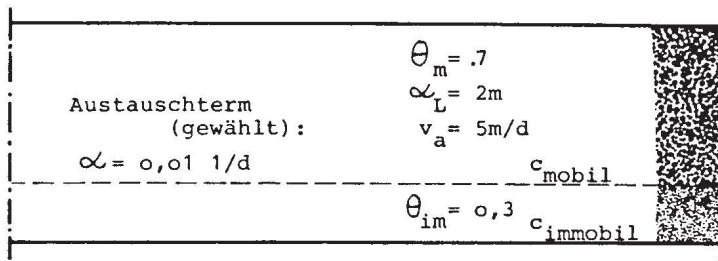 θm= .7
αL= 2m
Austauschterm
(gewählt):
va= 5m/d
α= o,o1 1/d
cmobil
θim= o,3
cimmobil